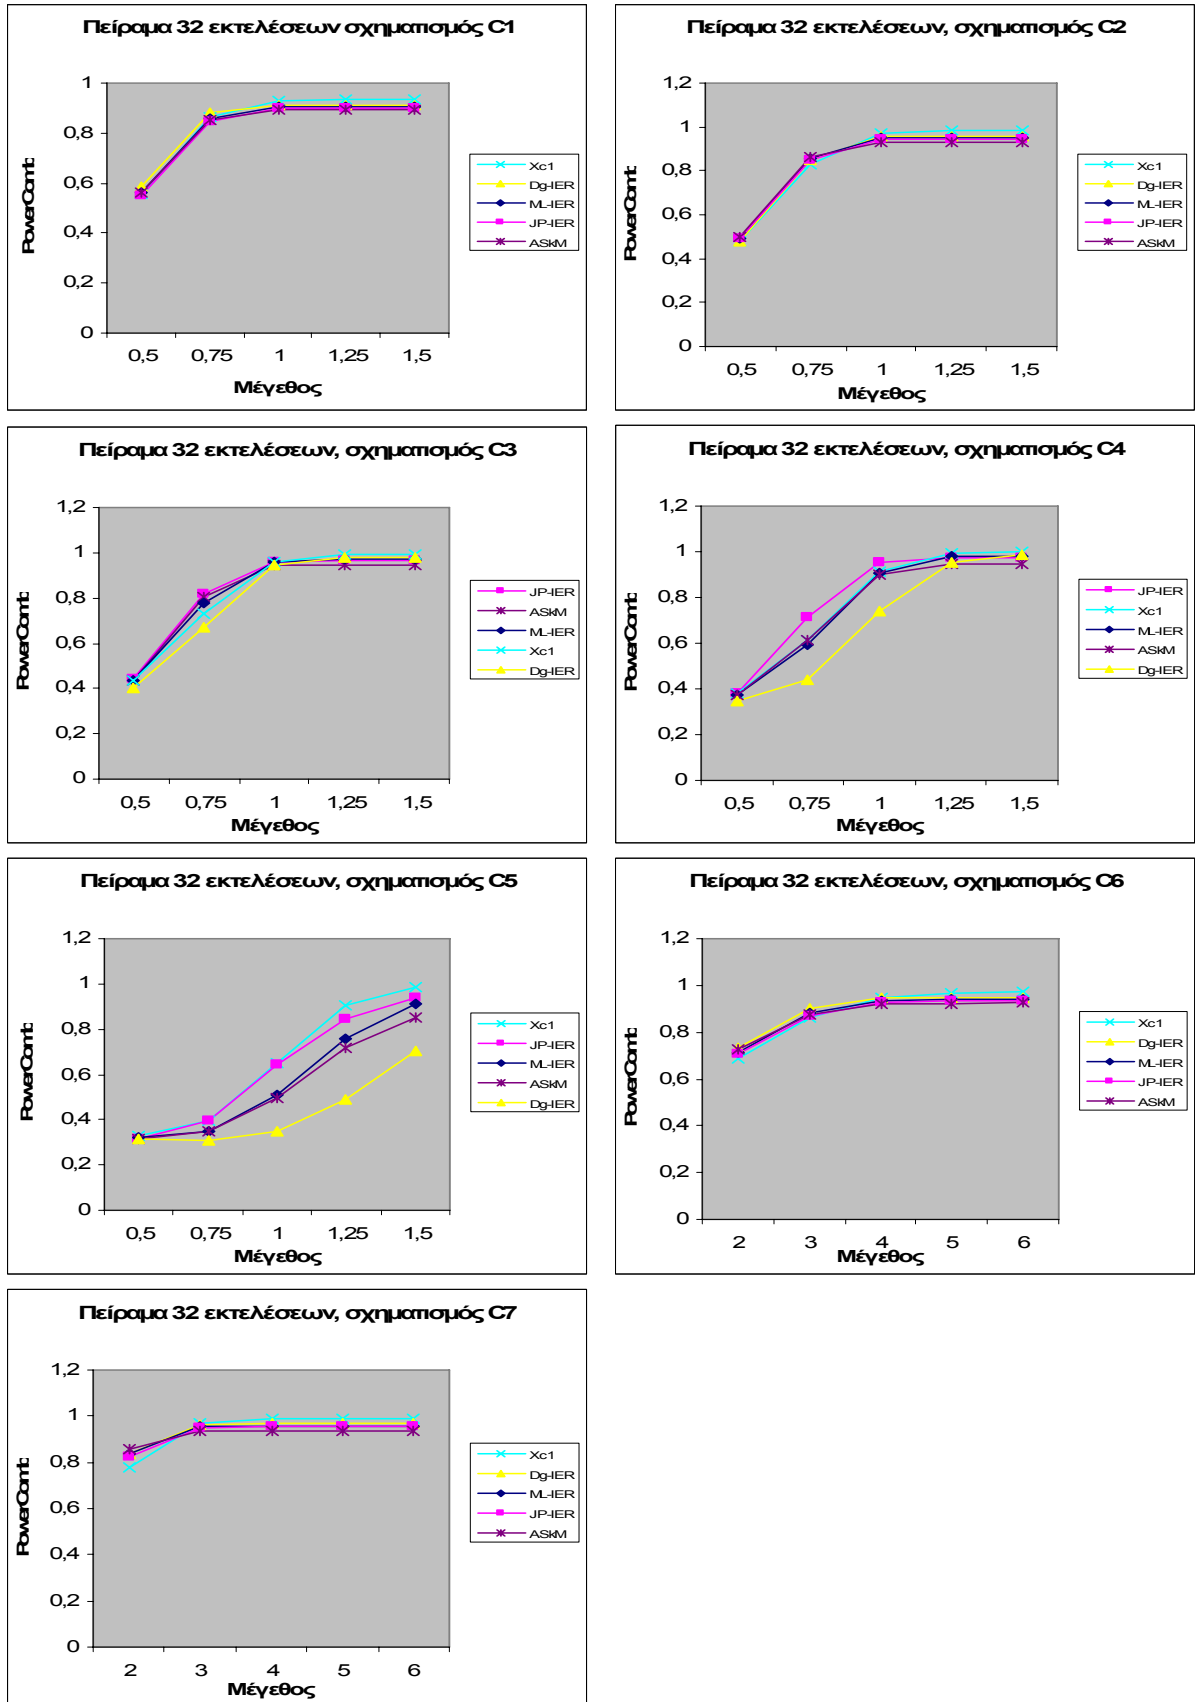 Πείραμα 32 εκτελέσεων σχηματισμός C1
PowerComb
1
0,8
0,6
0,4
0,2
0
0,5 0,75 1 1,25 1,5
Μέγεθος
Xc1
Dg-IER
ML-IER
JP-IER
ASkM
Πείραμα 32 εκτελέσεων, σχηματισμός C2
PowerComb
1,2
1
0,8
0,6
0,4
0,2
0
0,5 0,75 1 1,25 1,5
Μέγεθος
Xc1
Dg-IER
ML-IER
JP-IER
ASkM
Πείραμα 32 εκτελέσεων, σχηματισμός C3
PowerComb
1,2
1
0,8
0,6
0,4
0,2
0
0,5 0,75 1 1,25 1,5
Μέγεθος
JP-IER
ASkM
ML-IER
Xc1
Dg-IER
Πείραμα 32 εκτελέσεων, σχηματισμός C4
PowerComb
1,2
1
0,8
0,6
0,4
0,2
0
0,5 0,75 1 1,25 1,5
Μέγεθος
JP-IER
Xc1
ML-IER
ASkM
Dg-IER
Πείραμα 32 εκτελέσεων, σχηματισμός C5
PowerComb
1,2
1
0,8
0,6
0,4
0,2
0
0,5 0,75 1 1,25 1,5
Μέγεθος
Xc1
JP-IER
ML-IER
ASkM
Dg-IER
Πείραμα 32 εκτελέσεων, σχηματισμός C6
PowerComb
1,2
1
0,8
0,6
0,4
0,2
0
2 3 4 5 6
Μέγεθος
Xc1
Dg-IER
ML-IER
JP-IER
ASkM
Πείραμα 32 εκτελέσεων, σχηματισμός C7
PowerComb
1,2
1
0,8
0,6
0,4
0,2
0
2 3 4 5 6
Μέγεθος
Xc1
Dg-IER
ML-IER
JP-IER
ASkM